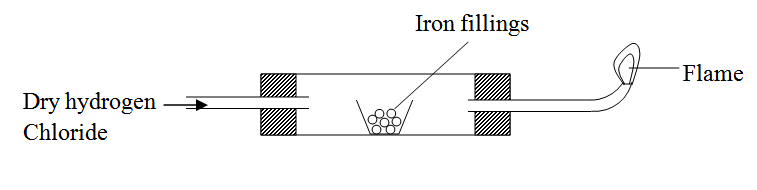 Iron fillings
Flame
Dry hydrogen
Chloride